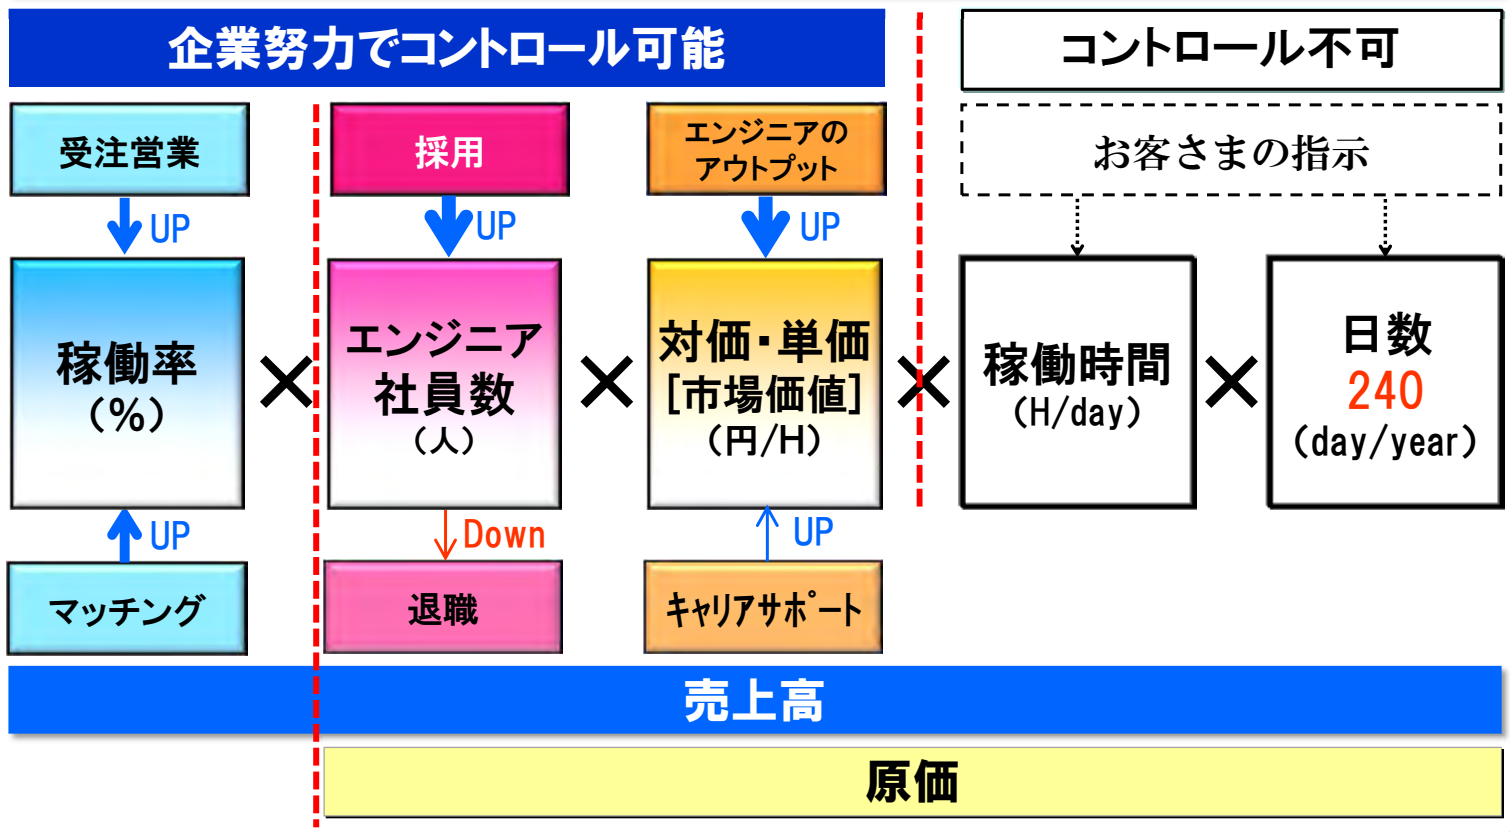 企業努力でコントロール可能
コントロール不可
受注営業
採用
エンジニアの
アウトプット
お客さまの指示
UP
UP
UP
稼働率
(%)
×
エンジニア
社員数
(人)
×
対価・単価
[市場価値]
(円/H)
×
稼働時間
(H/day)
×
日数
240
(day/year)
UP
Down
UP
マッチング
退職
ｷｬﾘｱｻﾎﾟｰﾄ
売上高
原価